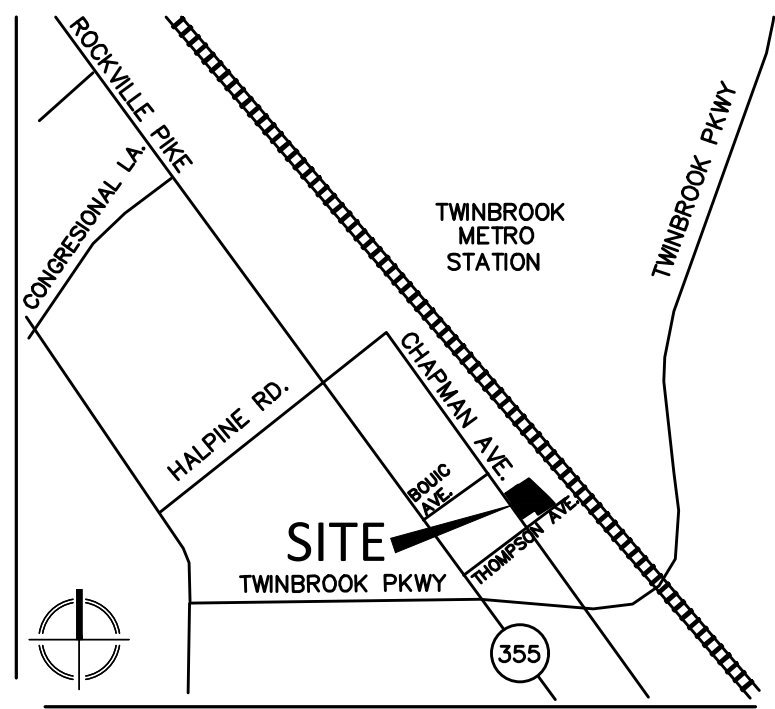 ROCKVILLE PIKE
CONGRESIONAL LA.
TWINBROOK PKWY
TWINBROOK
METRO
STATION
CHAPMAN AVE.
HALPINE RD.
BOUIC
AVE.
SITE
THOMPSON AVE.
TWINBROOK PKWY
355